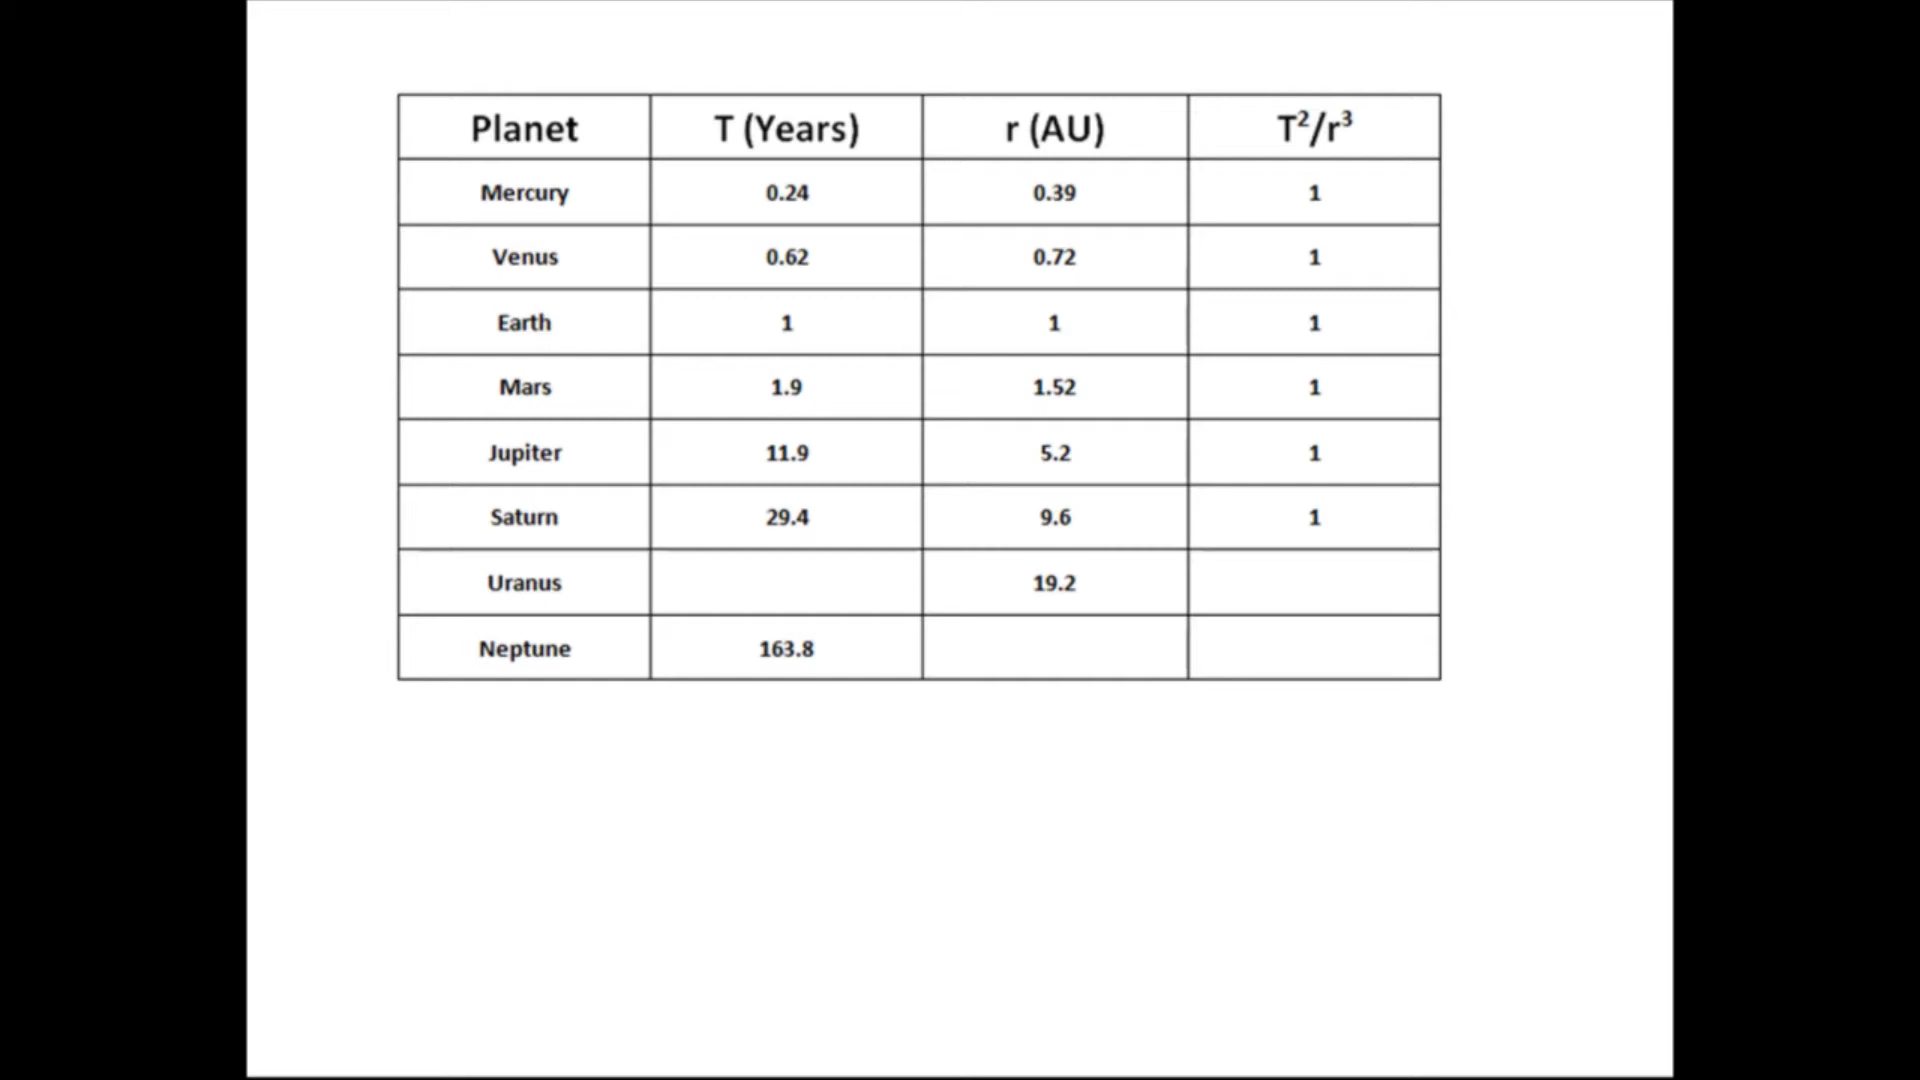 Planet T (Years) r (AU) T²/r³
Mercury 0.24 0.39 1
Venus 0.62 0.72 1
Earth 1 1 1
Mars 1.9 1.52 1
Jupiter 11.9 5.2 1
Saturn 29.4 9.6 1
Uranus 19.2
Neptune 163.8